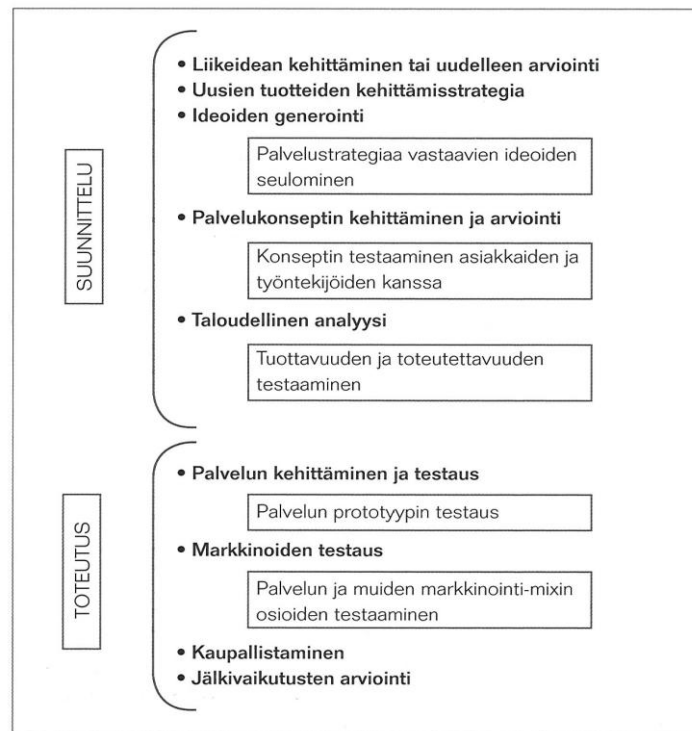 SUUNNITTELU
• Liikeidean kehittäminen tai uudelleen arviointi
• Uusien tuotteiden kehittämisstrategia
• Ideoiden generointi
Palvelustrategiaa vastaavien ideoiden
seulominen
• Palvelukonseptin kehittäminen ja arviointi
Konseptin testaaminen asiakkaiden ja
työntekijöiden kanssa
• Taloudellinen analyysi
Tuottavuuden ja toteutettavuuden
testaaminen
TOTEUTUS
• Palvelun kehittäminen ja testaus
Palvelun prototyypin testaus
• Markkinoiden testaus
Palvelun ja muiden markkinointi-mixin
osioiden testaaminen
• Kaupallistaminen
• Jälkivaikutusten arviointi